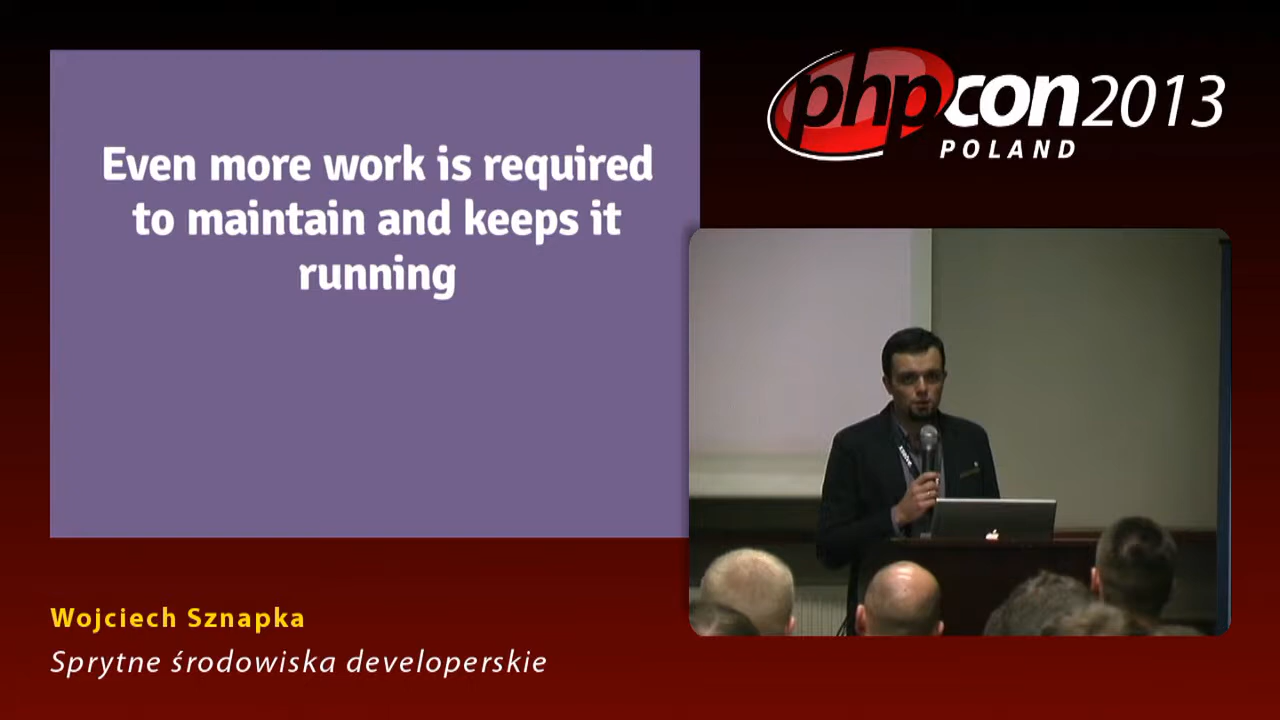 Even more work is required
to maintain and keeps it
running
phpcon2013
POLAND
Wojciech Sznapka
Sprytne środowiska developerskie